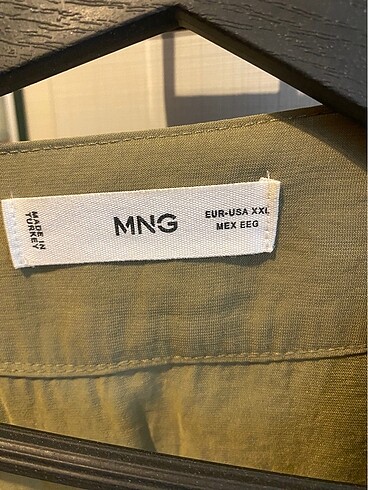 MADE IN
TURKEY
MNG
EUR-USA XXL
MEX EEG